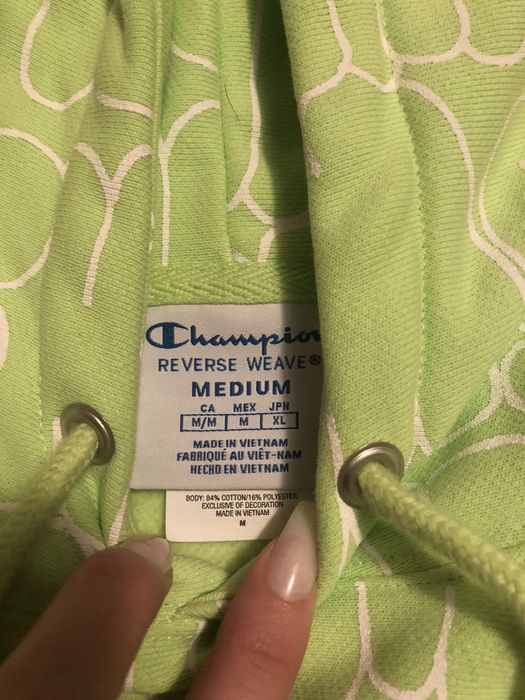 Champion
REVERSE WEAVE®
MEDIUM
CA MEX JPN
M/M M XL
MADE IN VIETNAM
FABRIQUÉ AU VIÊT-NAM
HECHO EN VIETNAM
BODY: 84% COTTON/16% POLYESTER
EXCLUSIVE OF DECORATION
MADE IN VIETNAM
M